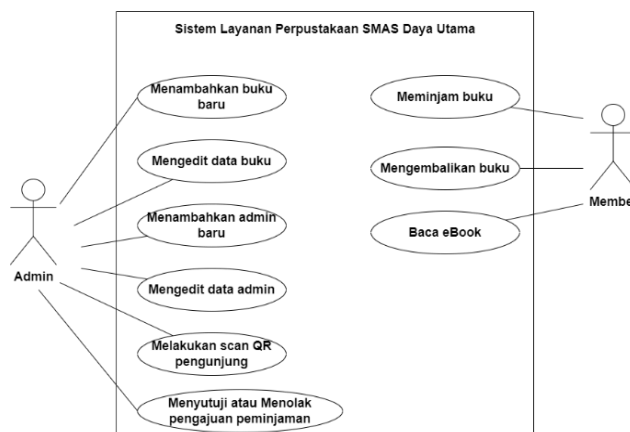 Sistem Layanan Perpustakaan SMAS Daya Utama
Menambahkan buku
baru
Meminjam buku
Mengedit data buku
Mengembalikan buku
Membe
Menambahkan admin
baru
Baca eBook
Admin
Mengedit data admin
Melakukan scan QR
pengunjung
Menyutuji atau Menolak
pengajuan peminjaman